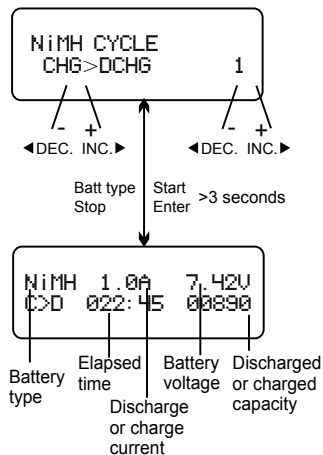 NiMH CYCLE
CHG>DCHG 1
- + - +
◀DEC. INC.▶ ◀DEC. INC.▶
Batt type Start
Stop Enter >3 seconds
NiMH 1.0A 7.42V
C>D 022:45 00890
Battery type
Elapsed time
Discharge or charge current
Battery voltage
Discharged or charged capacity